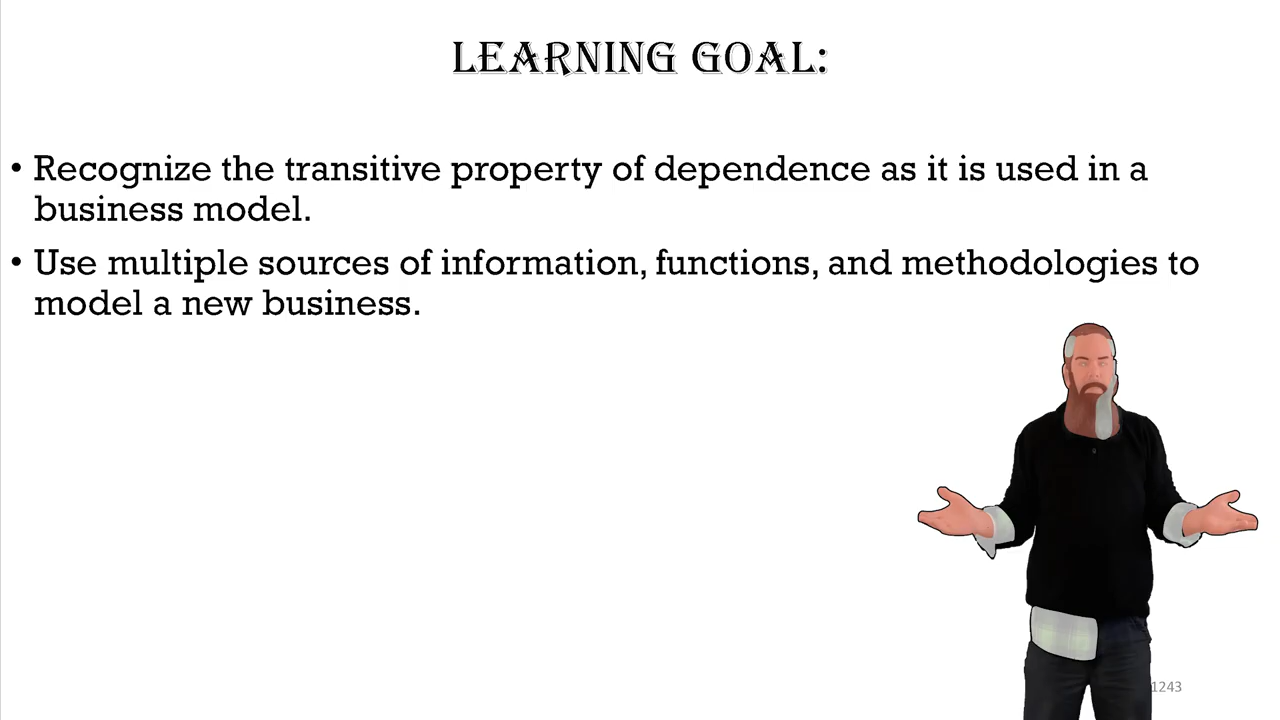 LEARNING GOAL:
• Recognize the transitive property of dependence as it is used in a
business model.
• Use multiple sources of information, functions, and methodologies to
model a new business.
1243